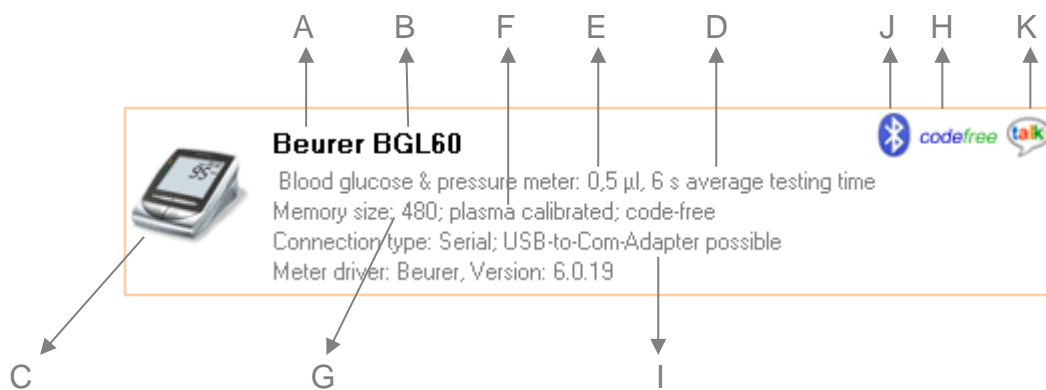 A B F E D J H K
Beurer BGL60
codefree talk
Blood glucose & pressure meter: 0,5 µl, 6 s average testing time
Memory size: 480; plasma calibrated; code-free
Connection type: Serial; USB-to-Com-Adapter possible
Meter driver: Beurer, Version: 6.0.19
95
C G I